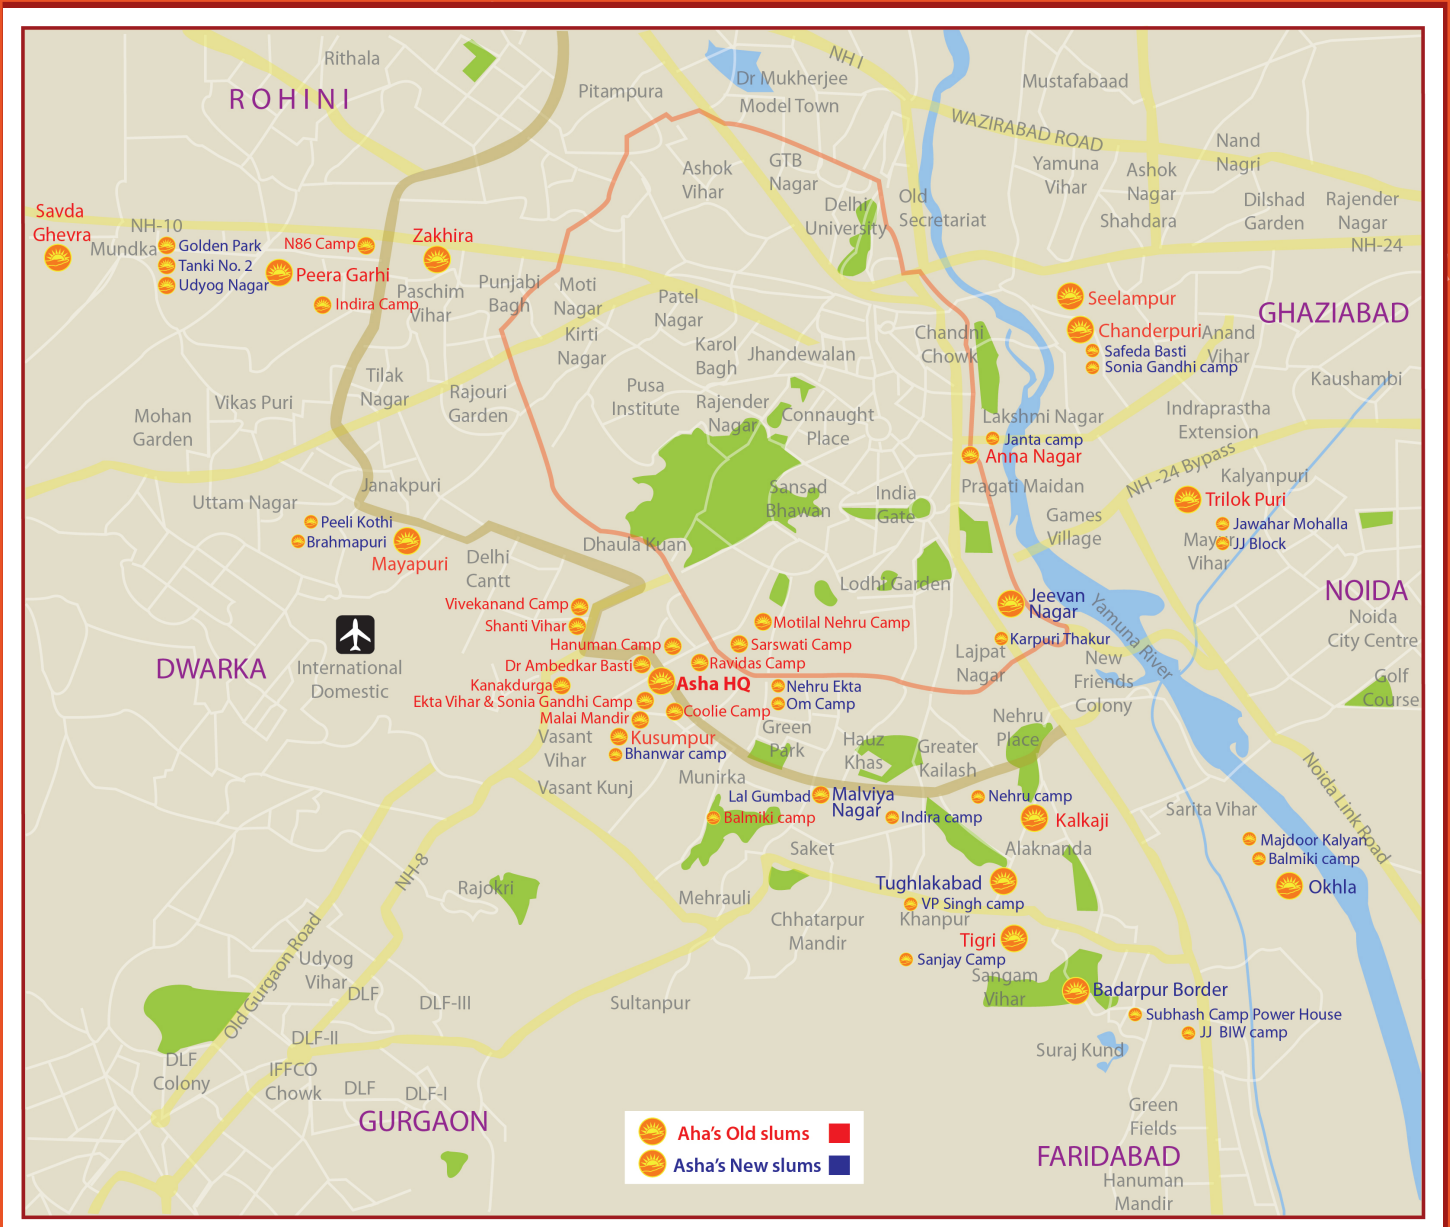 Rithala
ROHINI
Pitampura
NH I
Dr Mukherjee
Model Town
Mustafabaad
WAZIRABAD ROAD
Nand
Nagri
Yamuna
Vihar
Ashok
Nagar
Shahdara
Dilshad
Garden
Rajender
Nagar
NH-24
Ashok
Vihar
GTB
Nagar
Delhi
University
Old
Secretariat
Savda
Ghevra
NH-10
Mundka
Golden Park
Tanki No. 2
Udyog Nagar
N86 Camp
Peera Garhi
Indira Camp
Zakhira
Paschim
Vihar
Punjabi
Bagh
Moti
Nagar
Kirti
Nagar
Patel
Nagar
Karol
Bagh
Jhandewalan
Chandni
Chowk
Seelampur
Chanderpuri
Safeda Basti
Sonia Gandhi camp
Anand
Vihar
GHAZIABAD
Kaushambi
Tilak
Nagar
Rajouri
Garden
Vikas Puri
Mohan
Garden
Pusa
Institute
Rajender
Nagar
Connaught
Place
Lakshmi Nagar
Janta camp
Anna Nagar
Pragati Maidan
Indraprastha
Extension
NH -24 Bypass
Kalyanpuri
Trilok Puri
Jawahar Mohalla
JJ Block
Mayur
Vihar
Games
Village
Uttam Nagar
Janakpuri
Peeli Kothi
Brahmapuri
Mayapuri
Delhi
Cantt
Dhaula Kuan
Sansad
Bhawan
India
Gate
Lodhi Garden
NOIDA
Noida
City Centre
Golf
Course
Jeevan
Nagar
Karpuri Thakur
Yamuna River
Lajpat
Nagar
New
Friends
Colony
DWARKA
International
Domestic
Vivekanand Camp
Shanti Vihar
Hanuman Camp
Dr Ambedkar Basti
Kanakdurga
Ekta Vihar & Sonia Gandhi Camp
Malai Mandir
Kusumpur
Bhanwar camp
Motilal Nehru Camp
Sarswati Camp
Ravidas Camp
Asha HQ
Coolie Camp
Nehru Ekta
Om Camp
Green
Park
Hauz
Khas
Greater
Kailash
Nehru
Place
Vasant
Vihar
Vasant Kunj
Munirka
Lal Gumbad
Malviya
Nagar
Balmiki camp
Indira camp
Nehru camp
Kalkaji
Alaknanda
Saket
Sarita Vihar
Noida Link Road
Majdoor Kalyan
Balmiki camp
Okhla
NH-8
Rajokri
Mehrauli
Chhatarpur
Mandir
Tughlakabad
VP Singh camp
Khanpur
Tigri
Sanjay Camp
Sangam
Vihar
Badarpur Border
Subhash Camp Power House
JJ BIW camp
Suraj Kund
Old Gurgaon Road
Udyog
Vihar
DLF
DLF-III
Sultanpur
DLF-II
DLF
Colony
IFFCO
Chowk
DLF
DLF-I
GURGAON
Green
Fields
FARIDABAD
Hanuman
Mandir
Aha's Old slums
Asha's New slums